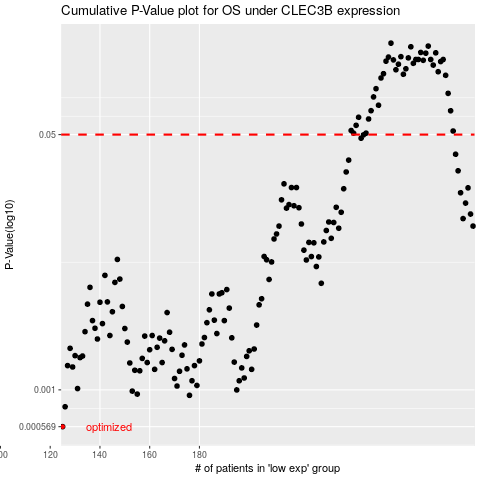 Cumulative P-Value plot for OS under CLEC3B expression
0.05
P-Value(log10)
0.001
0.000569
optimized
00 120 140 160 180
# of patients in 'low exp' group